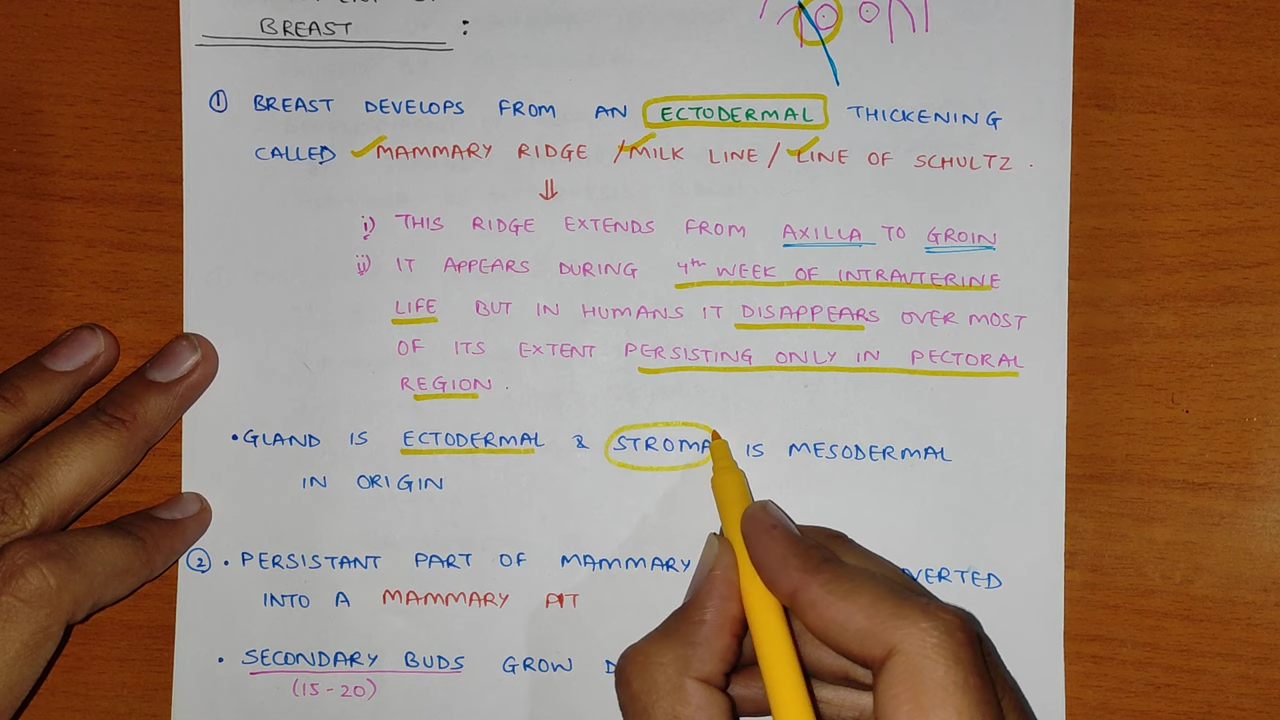 BREAST :
① BREAST DEVELOPS FROM AN ECTODERMAL THICKENING
CALLED MAMMARY RIDGE / MILK LINE / LINE OF SCHULTZ .
⇓
i) THIS RIDGE EXTENDS FROM AXILLA TO GROIN
ii) IT APPEARS DURING 4th WEEK OF INTRAUTERINE
LIFE BUT IN HUMANS IT DISAPPEARS OVER MOST
OF ITS EXTENT PERSISTING ONLY IN PECTORAL
REGION .
• GLAND IS ECTODERMAL & STROMA IS MESODERMAL
IN ORIGIN
② • PERSISTANT PART OF MAMMARY VERTED
INTO A MAMMARY PIT
• SECONDARY BUDS GROW D
(15-20)